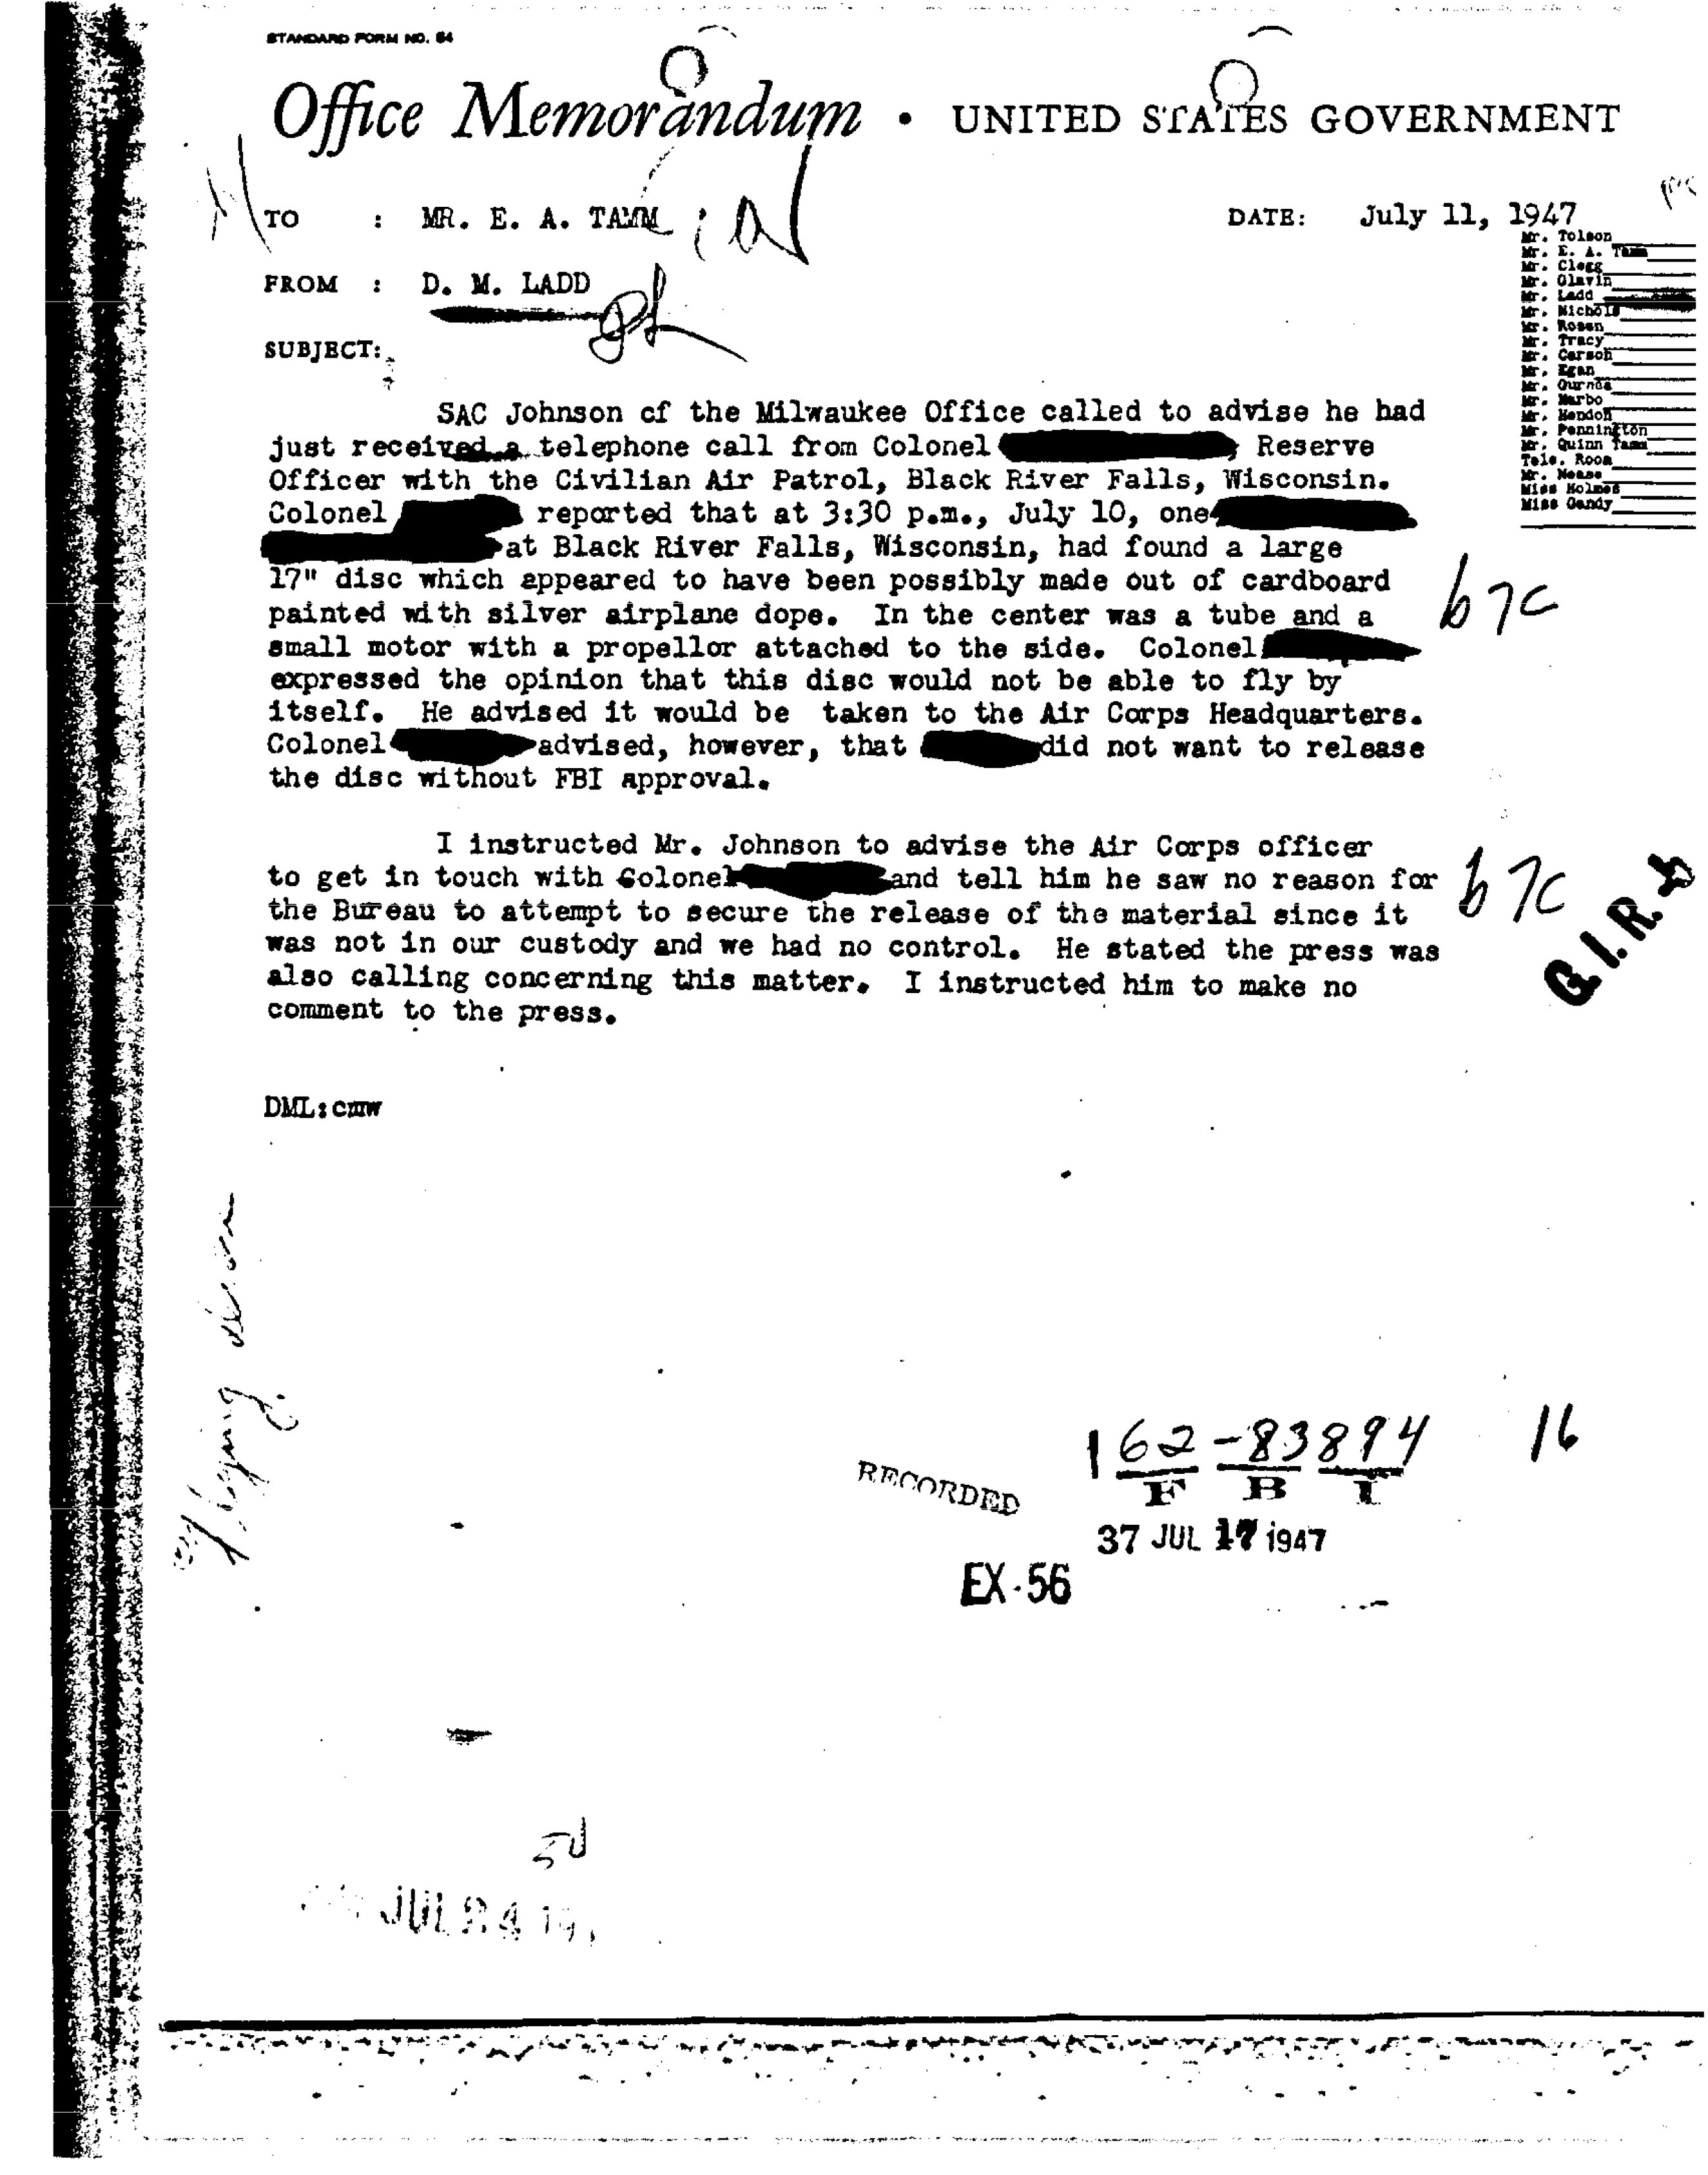 STANDARD FORM NO. 64
Office Memorandum • UNITED STATES GOVERNMENT
TO : MR. E. A. TAMM
DATE: July 11, 1947
FROM : D. M. LADD
SUBJECT:
Mr. Tolson
Mr. E. A. Tamm
Mr. Clegg
Mr. Glavin
Mr. Ladd
Mr. Nichols
Mr. Rosen
Mr. Tracy
Mr. Carson
Mr. Egan
Mr. Gurnea
Mr. Harbo
Mr. Hendon
Mr. Pennington
Mr. Quinn Tamm
Tele. Room
Mr. Nease
Miss Holmes
Miss Gandy
SAC Johnson of the Milwaukee Office called to advise he had
just received a telephone call from Colonel Reserve
Officer with the Civilian Air Patrol, Black River Falls, Wisconsin.
Colonel reported that at 3:30 p.m., July 10, one
at Black River Falls, Wisconsin, had found a large
17" disc which appeared to have been possibly made out of cardboard
painted with silver airplane dope. In the center was a tube and a
small motor with a propellor attached to the side. Colonel
expressed the opinion that this disc would not be able to fly by
itself. He advised it would be taken to the Air Corps Headquarters.
Colonel advised, however, that did not want to release
the disc without FBI approval.
b7c
I instructed Mr. Johnson to advise the Air Corps officer
to get in touch with Colonel and tell him he saw no reason for
the Bureau to attempt to secure the release of the material since it
was not in our custody and we had no control. He stated the press was
also calling concerning this matter. I instructed him to make no
comment to the press.
b7c
G.I.R.
DML:cmw
flying
RECORDED
162-83894 16
F B I
37 JUL 17 1947
EX-56
JUL 24